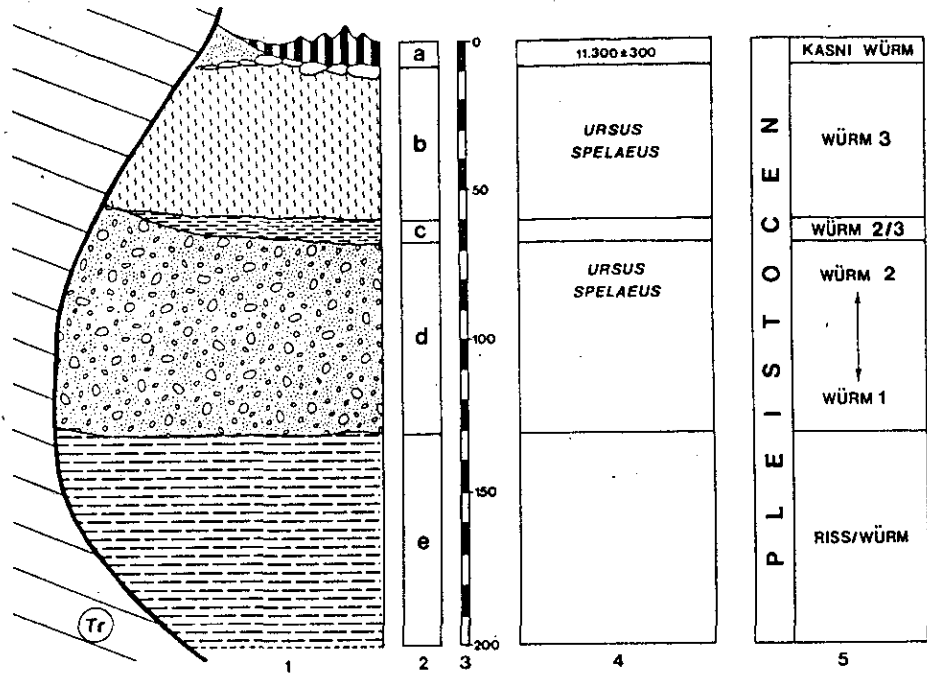 a
b
c
d
e
0
50
100
150
200
11.300±300
URSUS
SPELAEUS
URSUS
SPELAEUS
PLEISTOCEN
KASNI WÜRM
WÜRM 3
WÜRM 2/3
WÜRM 2
WÜRM 1
RISS/WÜRM
Tr
1
2
3
4
5